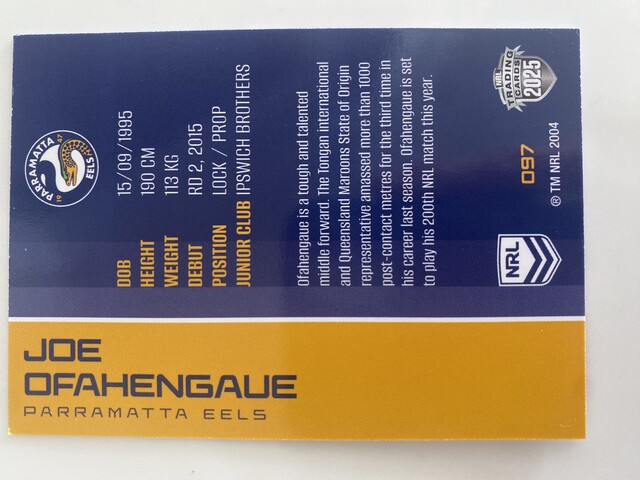 JOE
OFAHENGAUE
PARRAMATTA EELS
PARRAMATTA
EELS
19 47
DOB 15/09/1995
HEIGHT 190 CM
WEIGHT 113 KG
DEBUT RD 2, 2015
POSITION LOCK / PROP
JUNIOR CLUB IPSWICH BROTHERS
Ofahengaue is a tough and talented
middle forward. The Tongan international
and Queensland Maroons State of Origin
representative amassed more than 1000
post-contact metres for the third time in
his career last season. Ofahengaue is set
to play his 200th NRL match this year.
NRL
TRADING
CARDS
2025
NRL
097
® TM NRL 2004